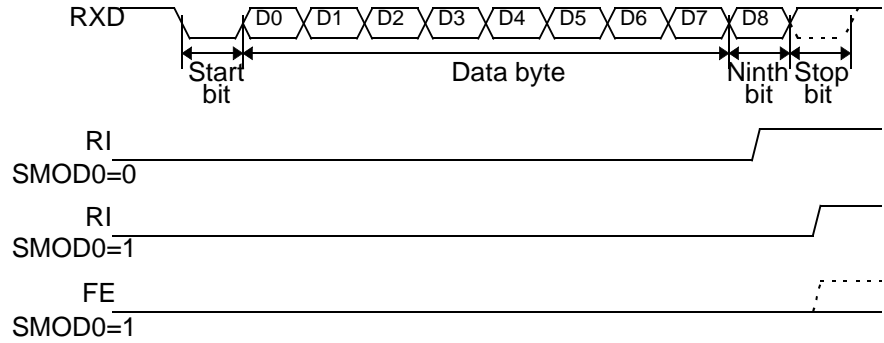 RXD D0 D1 D2 D3 D4 D5 D6 D7 D8
Start Data byte Ninth Stop
bit bit bit
RI
SMOD0=0
RI
SMOD0=1
FE
SMOD0=1